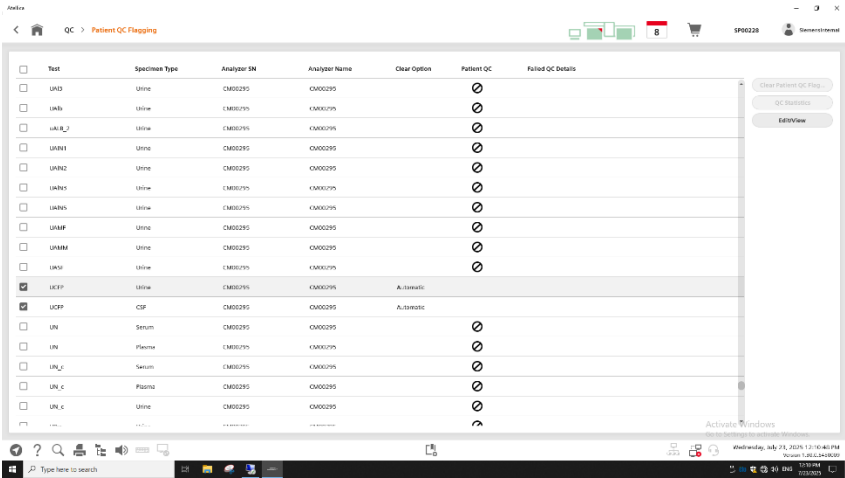 Atellica
QC > Patient QC Flagging
8
SP00228
SiemensInternal
Test Specimen Type Analyzer SN Analyzer Name Clear Option Patient QC Failed QC Details
UAlb Urine CM00295 CM00295
Urine CM00295 CM00295
UAIN1 Urine CM00295 CM00295
UAIN2 Urine CM00295 CM00295
UAIN3 Urine CM00295 CM00295
UAIN5 Urine CM00295 CM00295
UAMF Urine CM00295 CM00295
UAMM Urine CM00295 CM00295
Urine CM00295 CM00295
UCFP Urine CM00295 CM00295 Automatic
UCFP CSF CM00295 CM00295 Automatic
UN Serum CM00295 CM00295
UN Plasma CM00295 CM00295
UN_c Serum CM00295 CM00295
UN_c Plasma CM00295 CM00295
UN_c Urine CM00295 CM00295
Clear Patient QC Flag...
QC Statistics
Edit/View
Activate Windows
Go to Settings to activate Windows.
Wednesday, July 23, 2025 12:10:40 PM
Type here to search
ENG
12:10 PM
7/23/2025